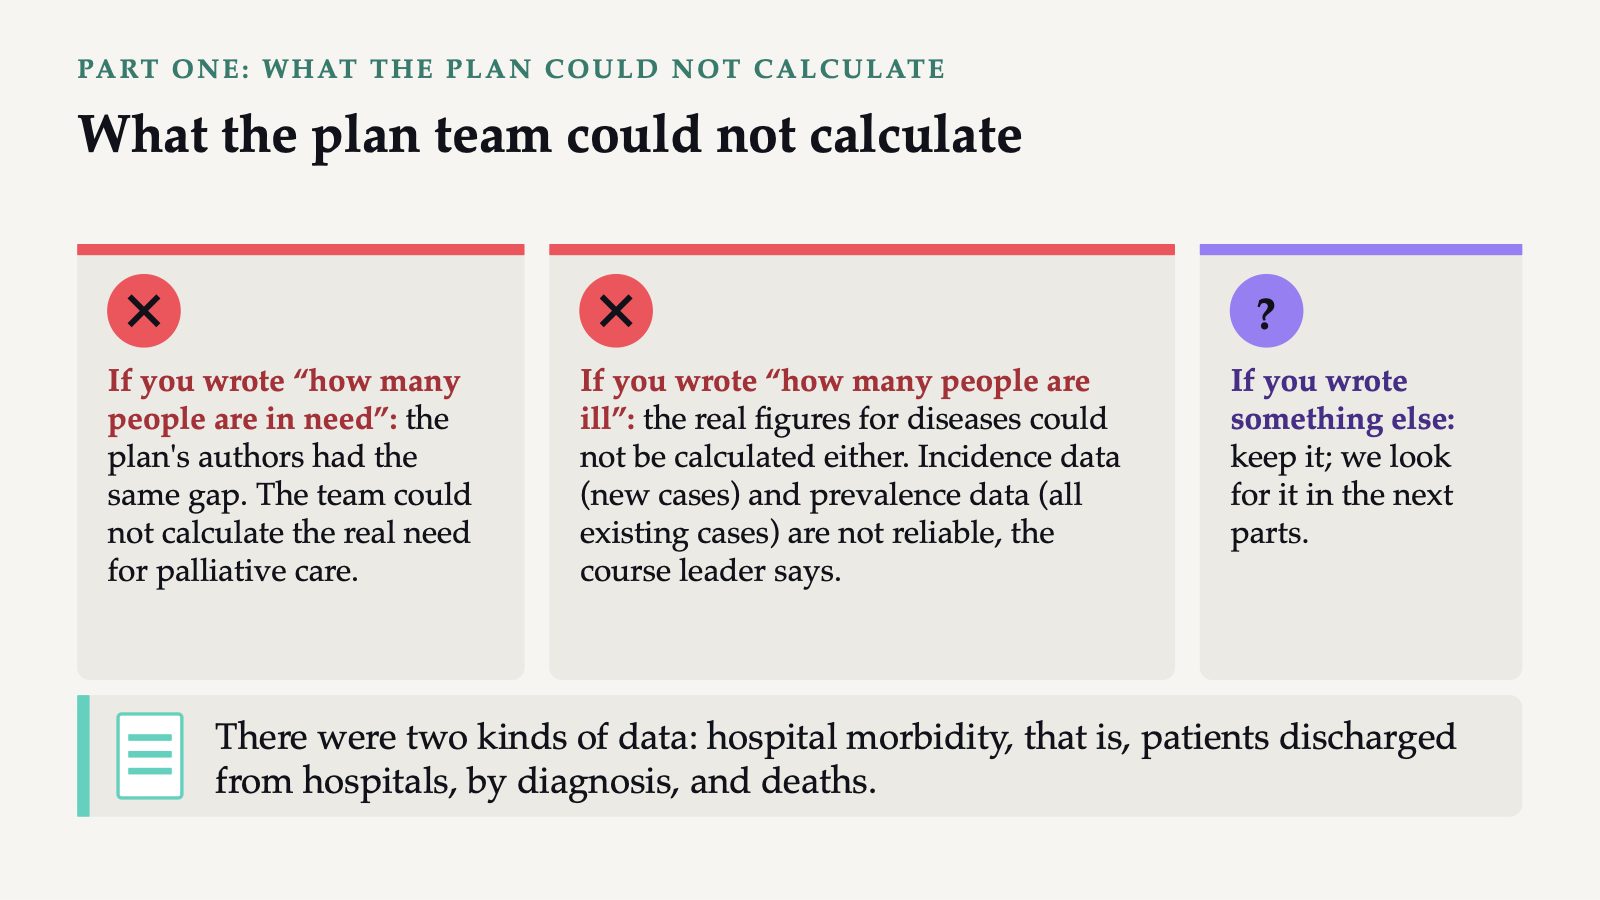 PART ONE: WHAT THE PLAN COULD NOT CALCULATE
What the plan team could not calculate
If you wrote “how many
people are in need”: the
plan's authors had the
same gap. The team could
not calculate the real need
for palliative care.
If you wrote “how many people are
ill”: the real figures for diseases could
not be calculated either. Incidence data
(new cases) and prevalence data (all
existing cases) are not reliable, the
course leader says.
?
If you wrote
something else:
keep it; we look
for it in the next
parts.
There were two kinds of data: hospital morbidity, that is, patients discharged
from hospitals, by diagnosis, and deaths.